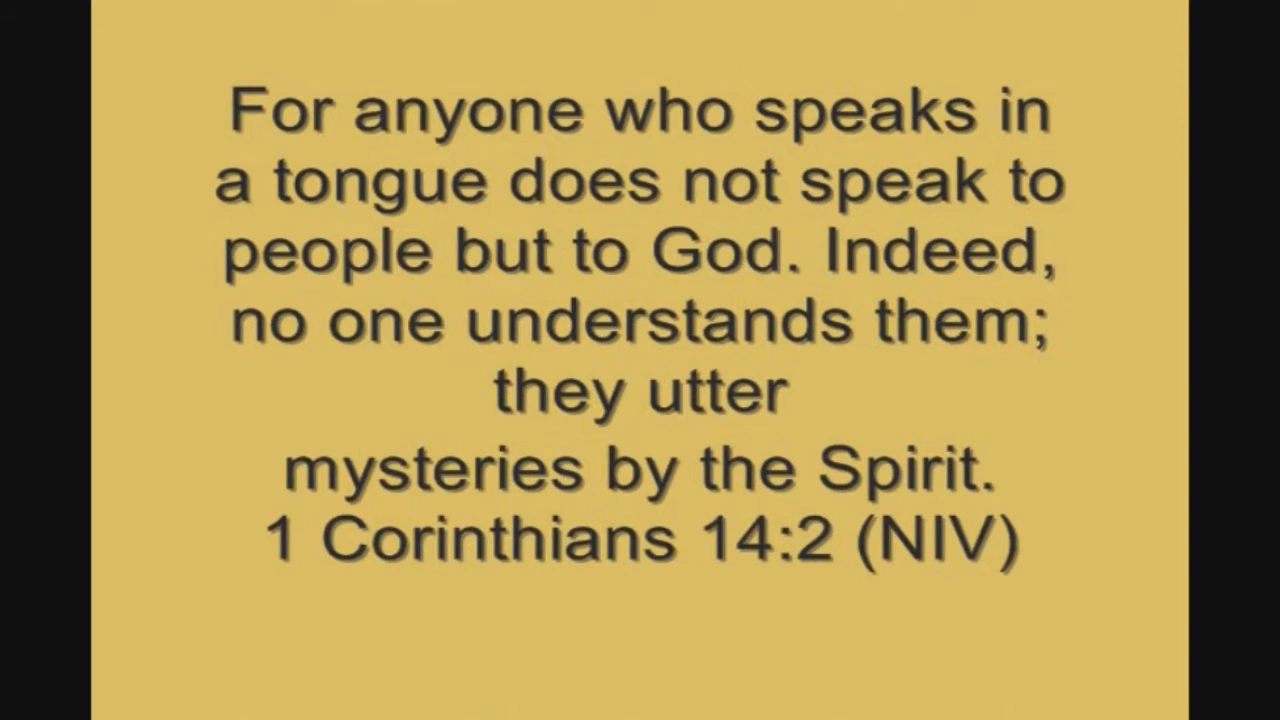 For anyone who speaks in
a tongue does not speak to
people but to God. Indeed,
no one understands them;
they utter
mysteries by the Spirit.
1 Corinthians 14:2 (NIV)